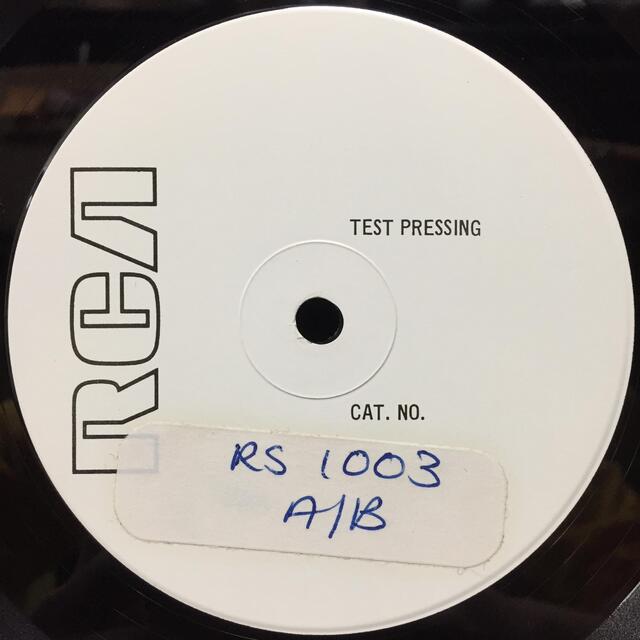 RCA
TEST PRESSING
CAT. NO.
RS 1003
A/B